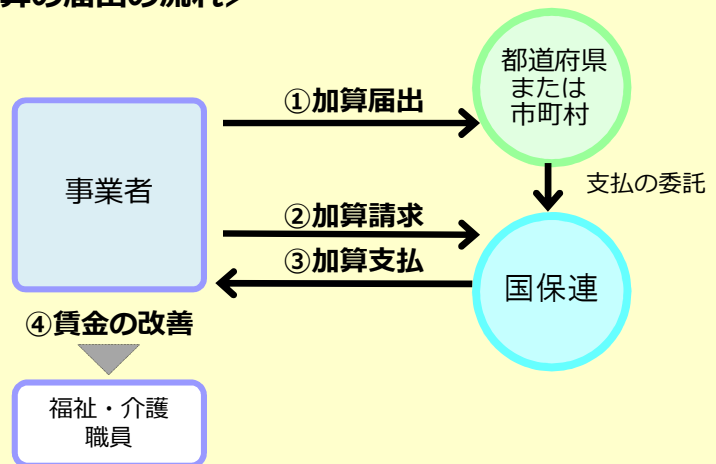 算の届出の流れ>
都道府県
または
市町村
①加算届出
事業者
支払の委託
②加算請求
③加算支払
国保連
④賃金の改善
福祉・介護
職員